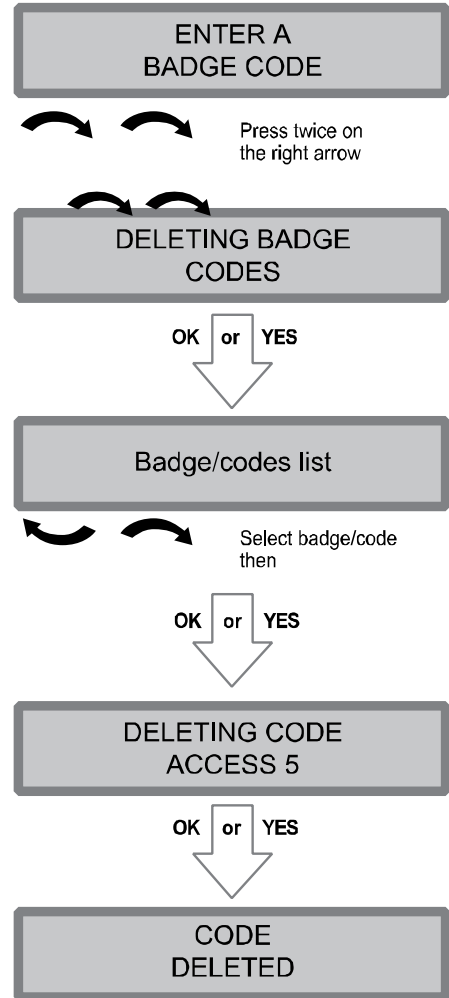 ENTER A
BADGE CODE
Press twice on
the right arrow
DELETING BADGE
CODES
OK or YES
Badge/codes list
Select badge/code
then
OK or YES
DELETING CODE
ACCESS 5
OK or YES
CODE
DELETED